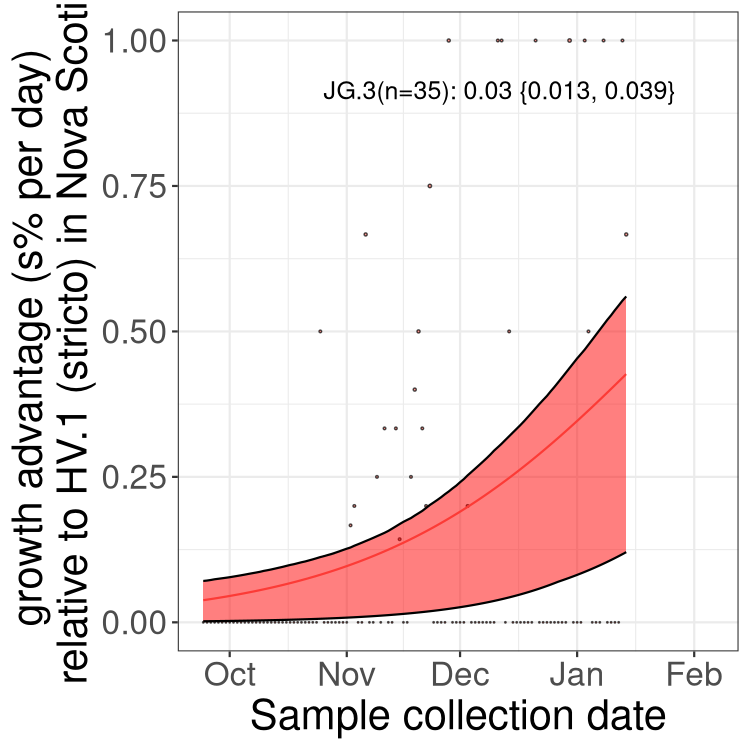 growth advantage (s% per day)
relative to HV.1 (stricto) in Nova Scoti
1.00
0.75
0.50
0.25
0.00
JG.3(n=35): 0.03 {0.013, 0.039}
Oct Nov Dec Jan Feb
Sample collection date